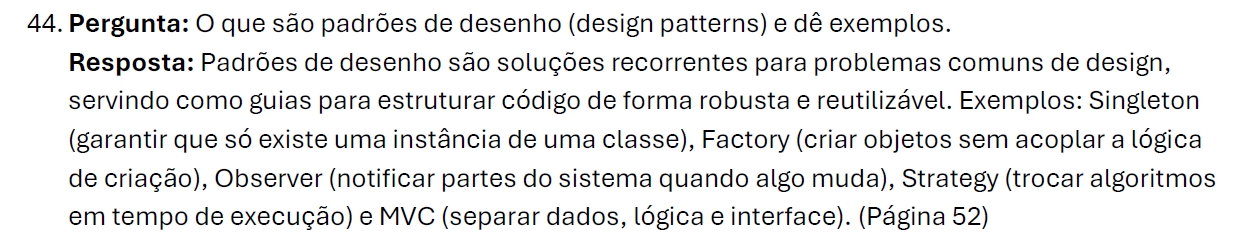 44. Pergunta: O que são padrões de desenho (design patterns) e dê exemplos.
Resposta: Padrões de desenho são soluções recorrentes para problemas comuns de design,
servindo como guias para estruturar código de forma robusta e reutilizável. Exemplos: Singleton
(garantir que só existe uma instância de uma classe), Factory (criar objetos sem acoplar a lógica
de criação), Observer (notificar partes do sistema quando algo muda), Strategy (trocar algoritmos
em tempo de execução) e MVC (separar dados, lógica e interface). (Página 52)